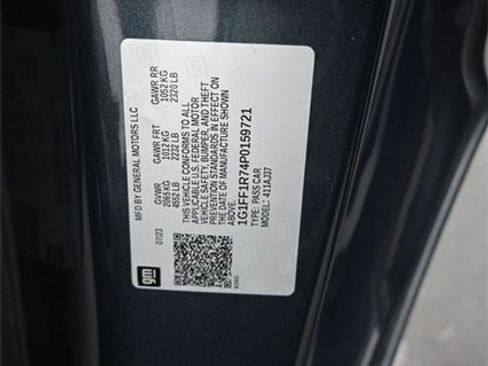 MFD BY GENERAL MOTORS LLC
07/23 GVWR GAWR FRT GAWR RR
2065 KG 1012 KG 1052 KG
4552 LB 2232 LB 2320 LB
THIS VEHICLE CONFORMS TO ALL
APPLICABLE U.S. FEDERAL MOTOR
VEHICLE SAFETY, BUMPER, AND THEFT
PREVENTION STANDARDS IN EFFECT ON
THE DATE OF MANUFACTURE SHOWN
ABOVE.
1G1FF1R74P0159721
TYPE: PASS CAR
MODEL: 411AJ37
gm